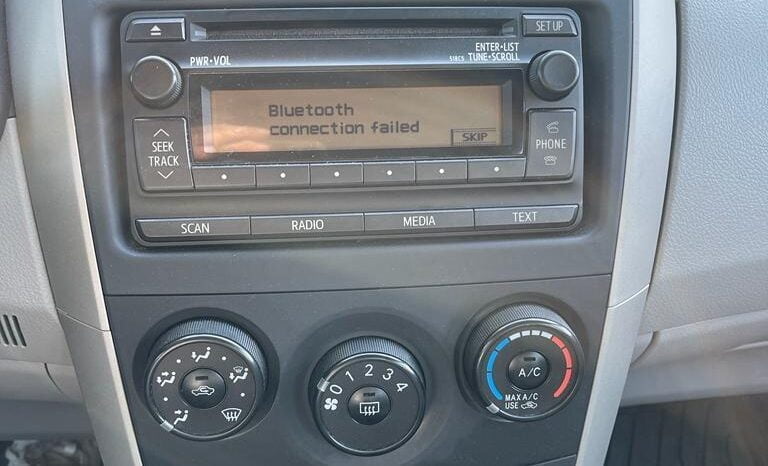 SET UP
PWR•VOL
ENTER•LIST
518C5 TUNE•SCROLL
Bluetooth
connection failed
SKIP
SEEK
TRACK
PHONE
SCAN
RADIO
MEDIA
TEXT
0 1 2 3 4
A/C
MAX A/C
USE